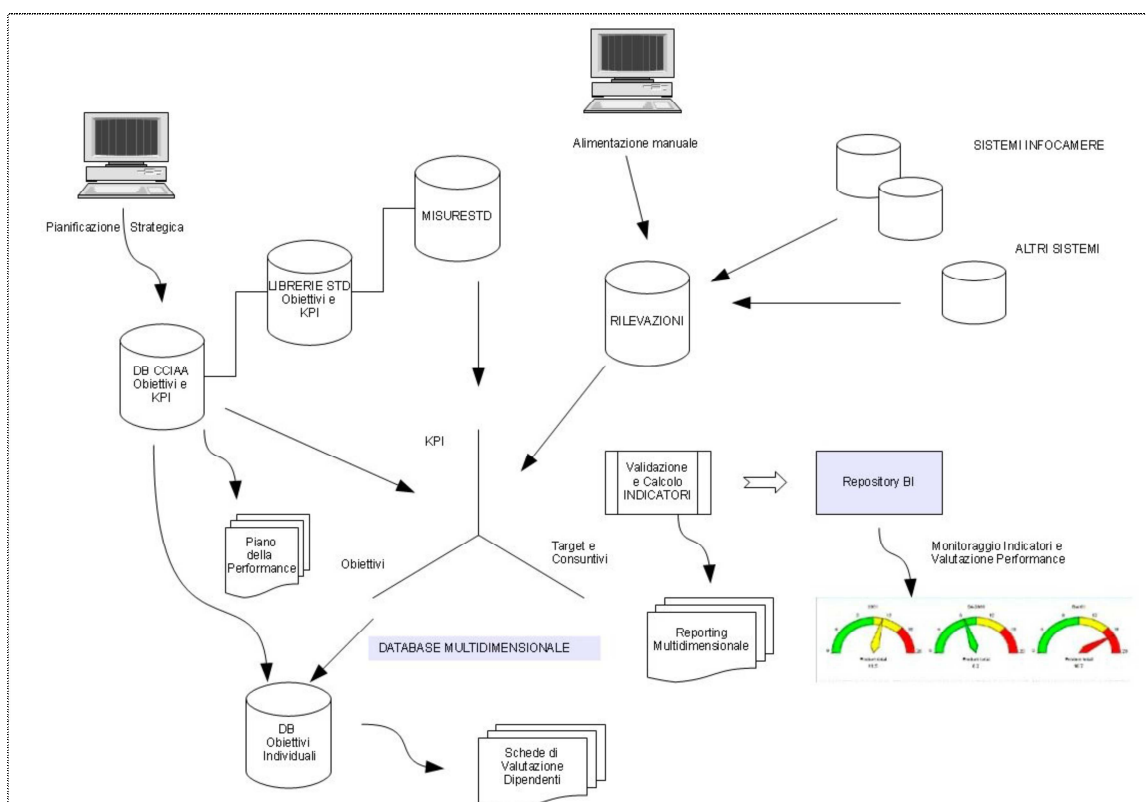 Alimentazione manuale
SISTEMI INFOCAMERE
Pianificazione Strategica
MISURESTD
ALTRI SISTEMI
LIBRERIE STD
Obiettivi e
KPI
RILEVAZIONI
DB CCIAA
Obiettivi e
KPI
KPI
Validazione
e Calcolo
INDICATORI
Repository BI
Piano
della
Performance
Obiettivi
Target e
Consuntivi
Monitoraggio Indicatori e
Valutazione Performance
DATABASE MULTIDIMENSIONALE
Reporting
Multidimensionale
DB
Obiettivi
Individuali
Schede di
Valutazione
Dipendenti